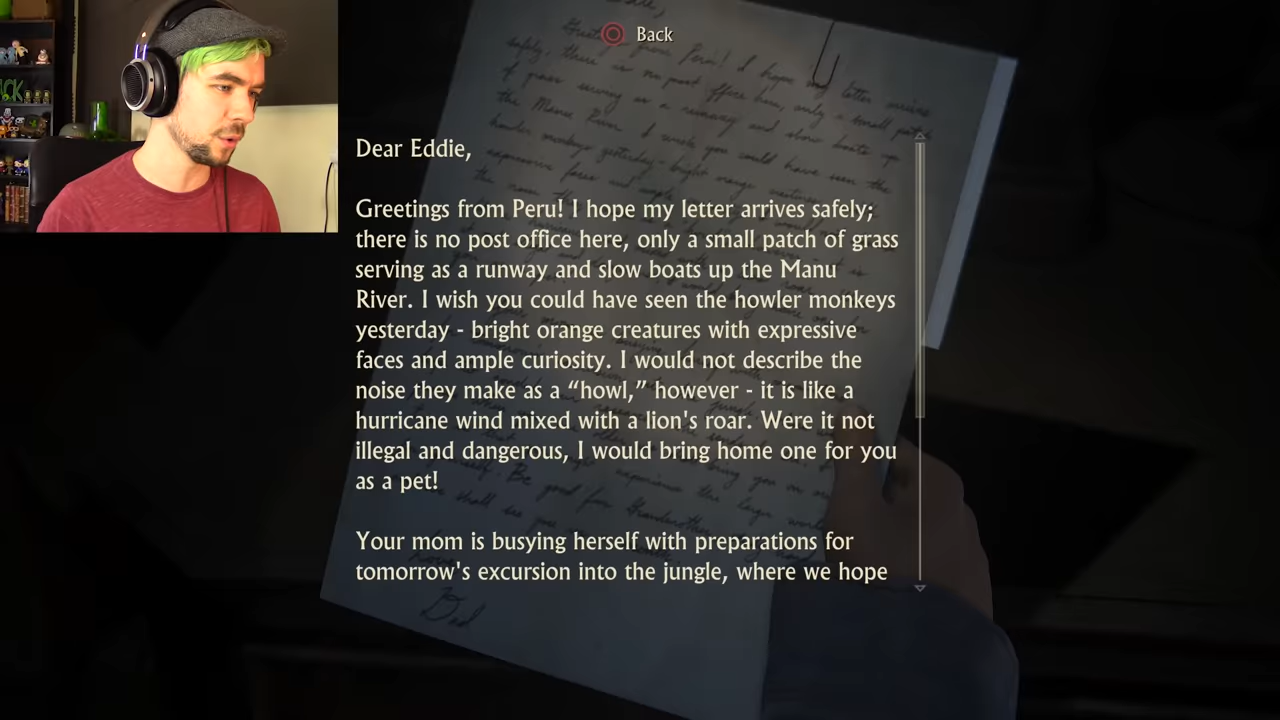 Back
Dear Eddie,
Greetings from Peru! I hope my letter arrives safely;
there is no post office here, only a small patch of grass
serving as a runway and slow boats up the Manu
River. I wish you could have seen the howler monkeys
yesterday - bright orange creatures with expressive
faces and ample curiosity. I would not describe the
noise they make as a “howl,” however - it is like a
hurricane wind mixed with a lion's roar. Were it not
illegal and dangerous, I would bring home one for you
as a pet!
Your mom is busying herself with preparations for
tomorrow's excursion into the jungle, where we hope
Dad